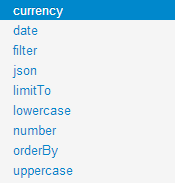 currency
date
filter
json
limitTo
lowercase
number
orderBy
uppercase